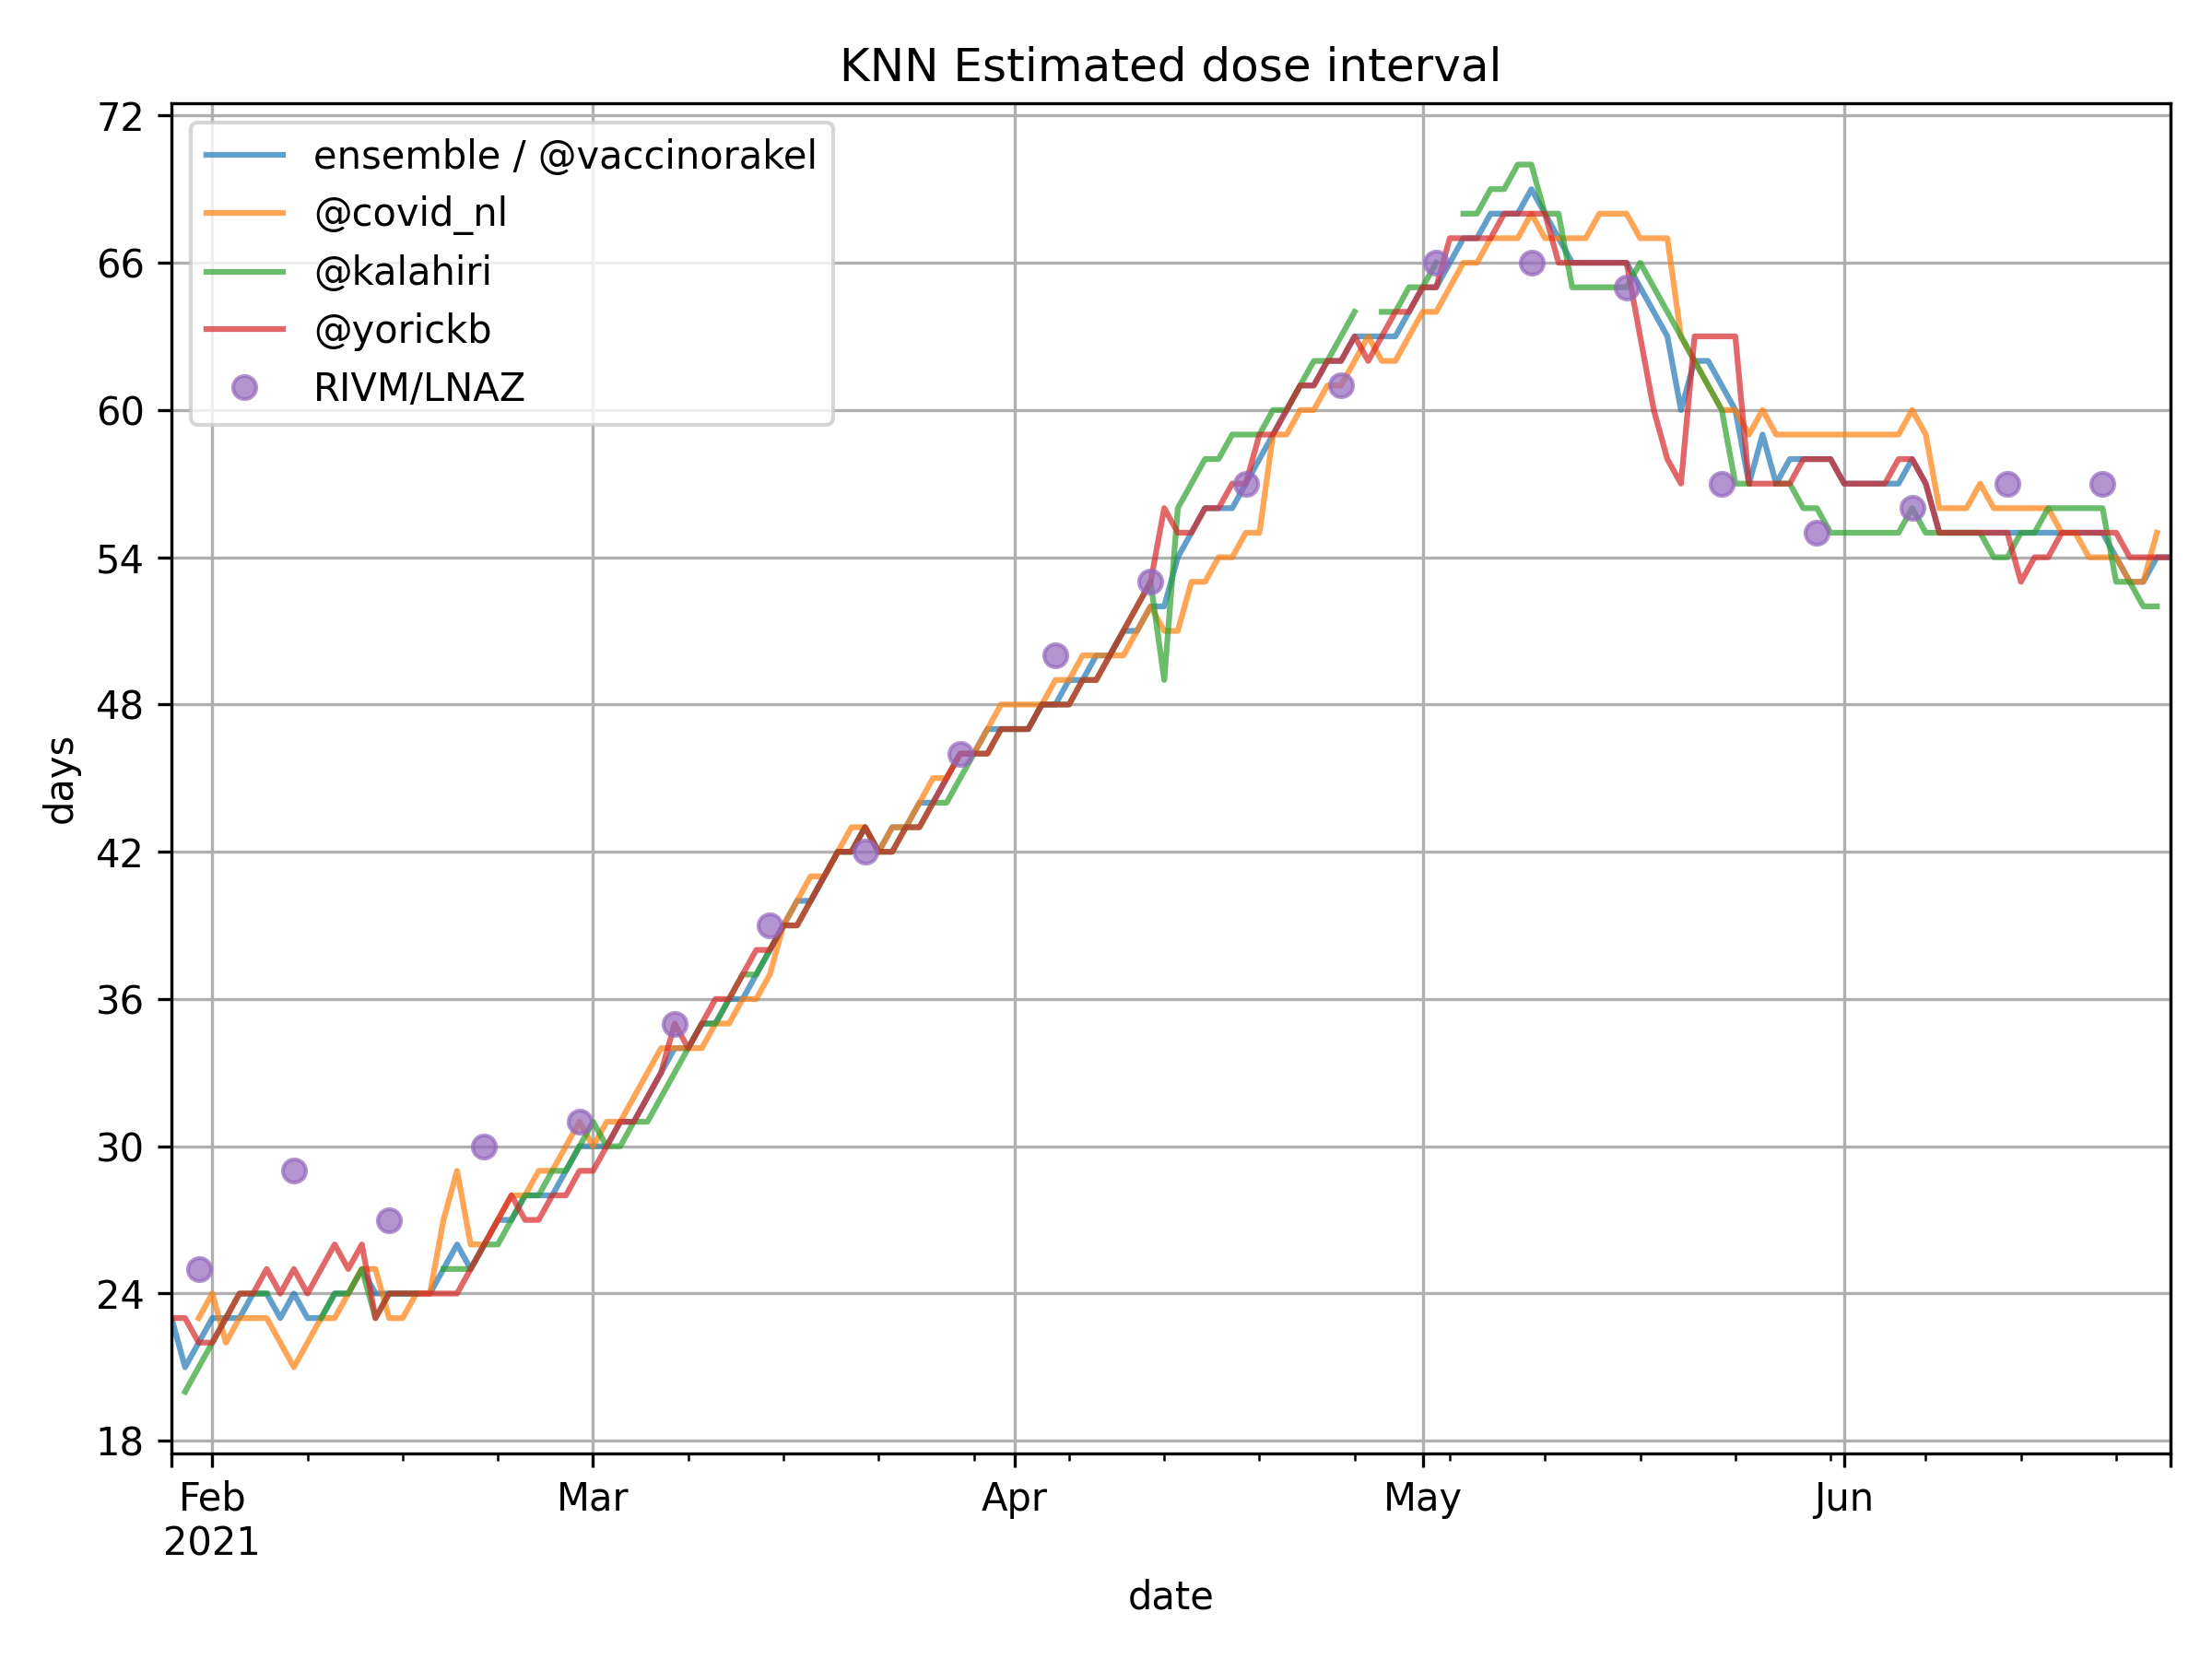 KNN Estimated dose interval
ensemble / @vaccinorakel
@covid_nl
@kalahiri
@yorickb
RIVM/LNAZ
days
72
66
60
54
48
42
36
30
24
18
Feb Mar Apr May Jun
2021
date